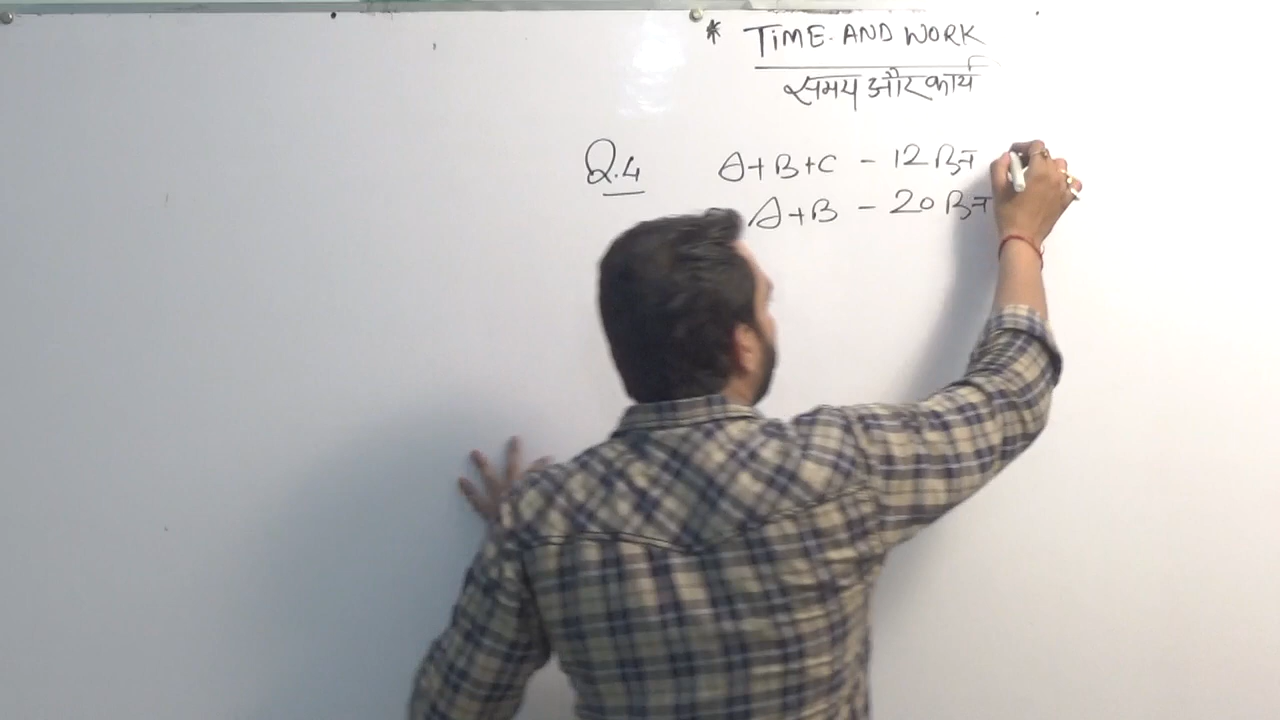 * TIME AND WORK
समय और कार्य
Q.4 A+B+C - 12 दिन
A+B - 20 दिन